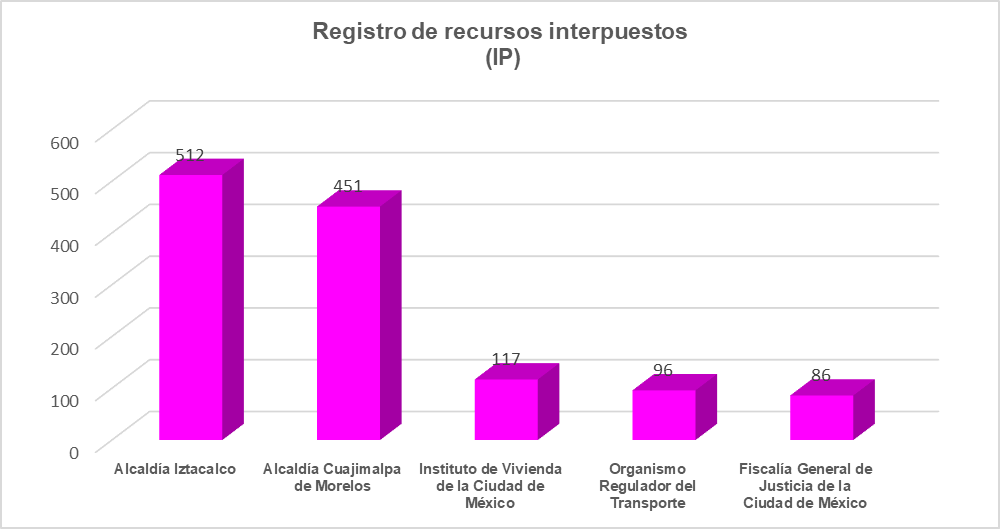 Registro de recursos interpuestos
(IP)
600
500
400
300
200
100
0
512
451
117
96
86
Alcaldía Iztacalco
Alcaldía Cuajimalpa
de Morelos
Instituto de Vivienda
de la Ciudad de
México
Organismo
Regulador del
Transporte
Fiscalía General de
Justicia de la
Ciudad de México